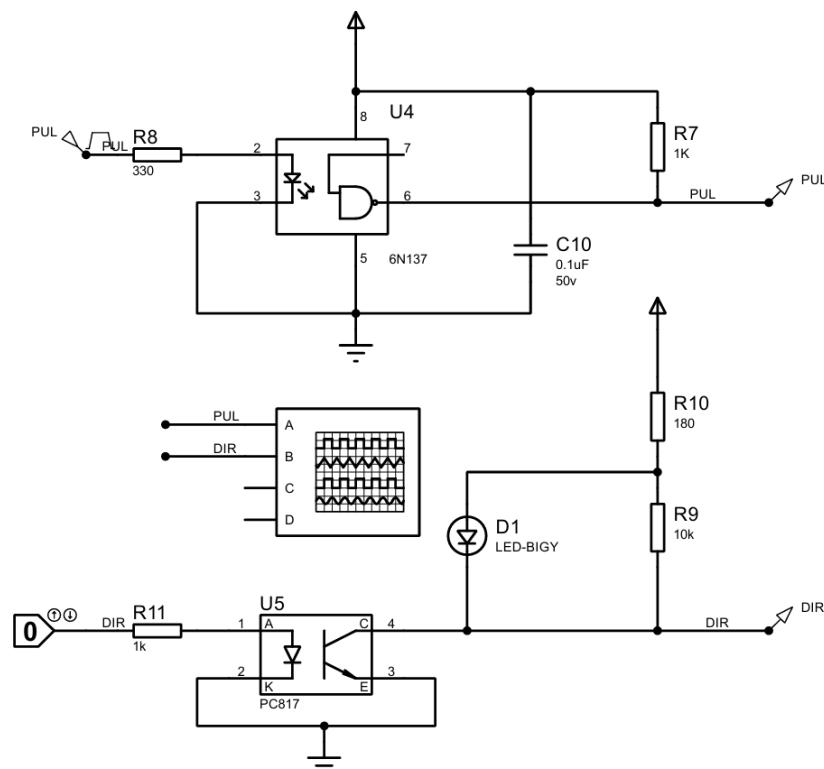 U4
8
PUL
PUL
R8
330
2
7
R7
1K
3
6
PUL
PUL
5
6N137
C10
0.1uF
50v
R10
180
PUL
A
DIR
B
C
D
R9
10k
D1
LED-BIGY
U5
0
DIR
R11
1k
1
A
C
4
DIR
DIR
2
K
E
3
PC817